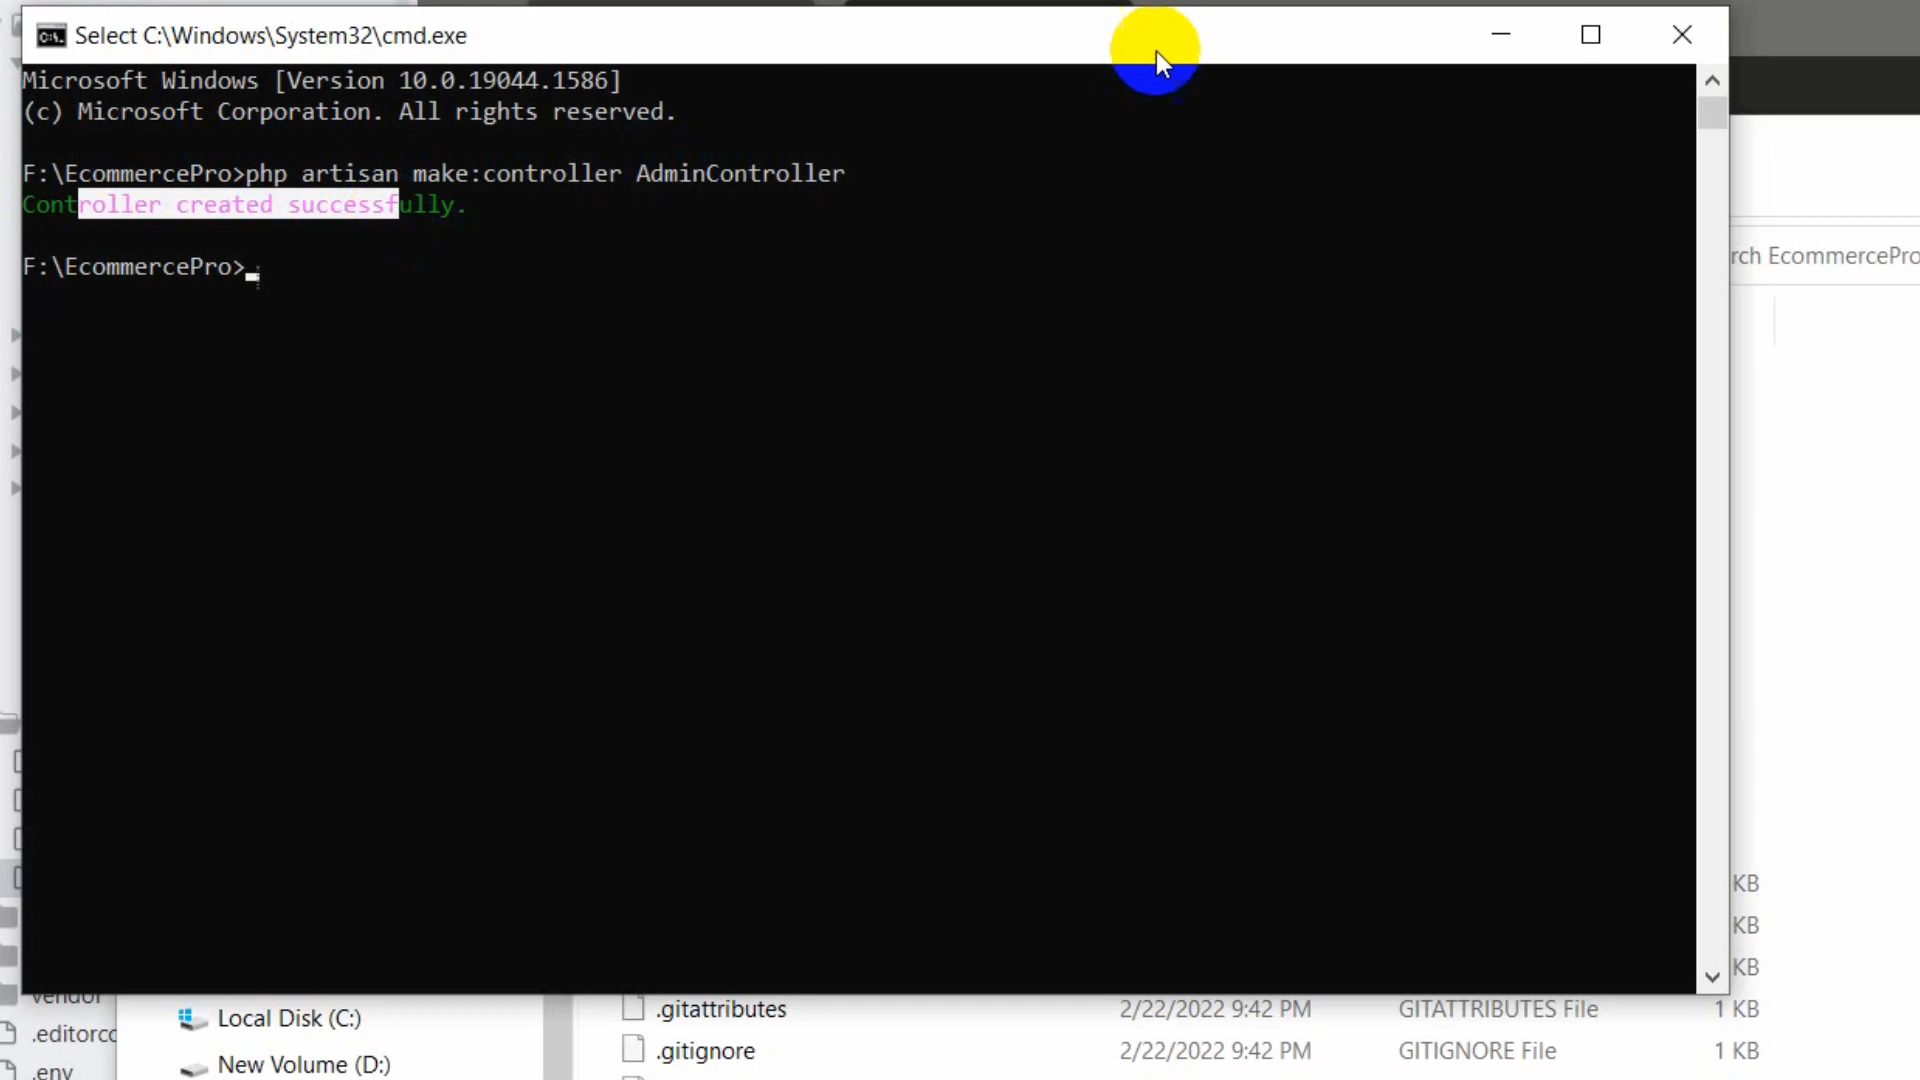 Select C:\Windows\System32\cmd.exe
Microsoft Windows [Version 10.0.19044.1586]
(c) Microsoft Corporation. All rights reserved.
F:\EcommercePro>php artisan make:controller AdminController
Controller created successfully.
F:\EcommercePro>
rch EcommercePro
KB
KB
KB
vendor
.editorco
.env
Local Disk (C:)
New Volume (D:)
.gitattributes 2/22/2022 9:42 PM GITATTRIBUTES File 1 KB
.gitignore 2/22/2022 9:42 PM GITIGNORE File 1 KB